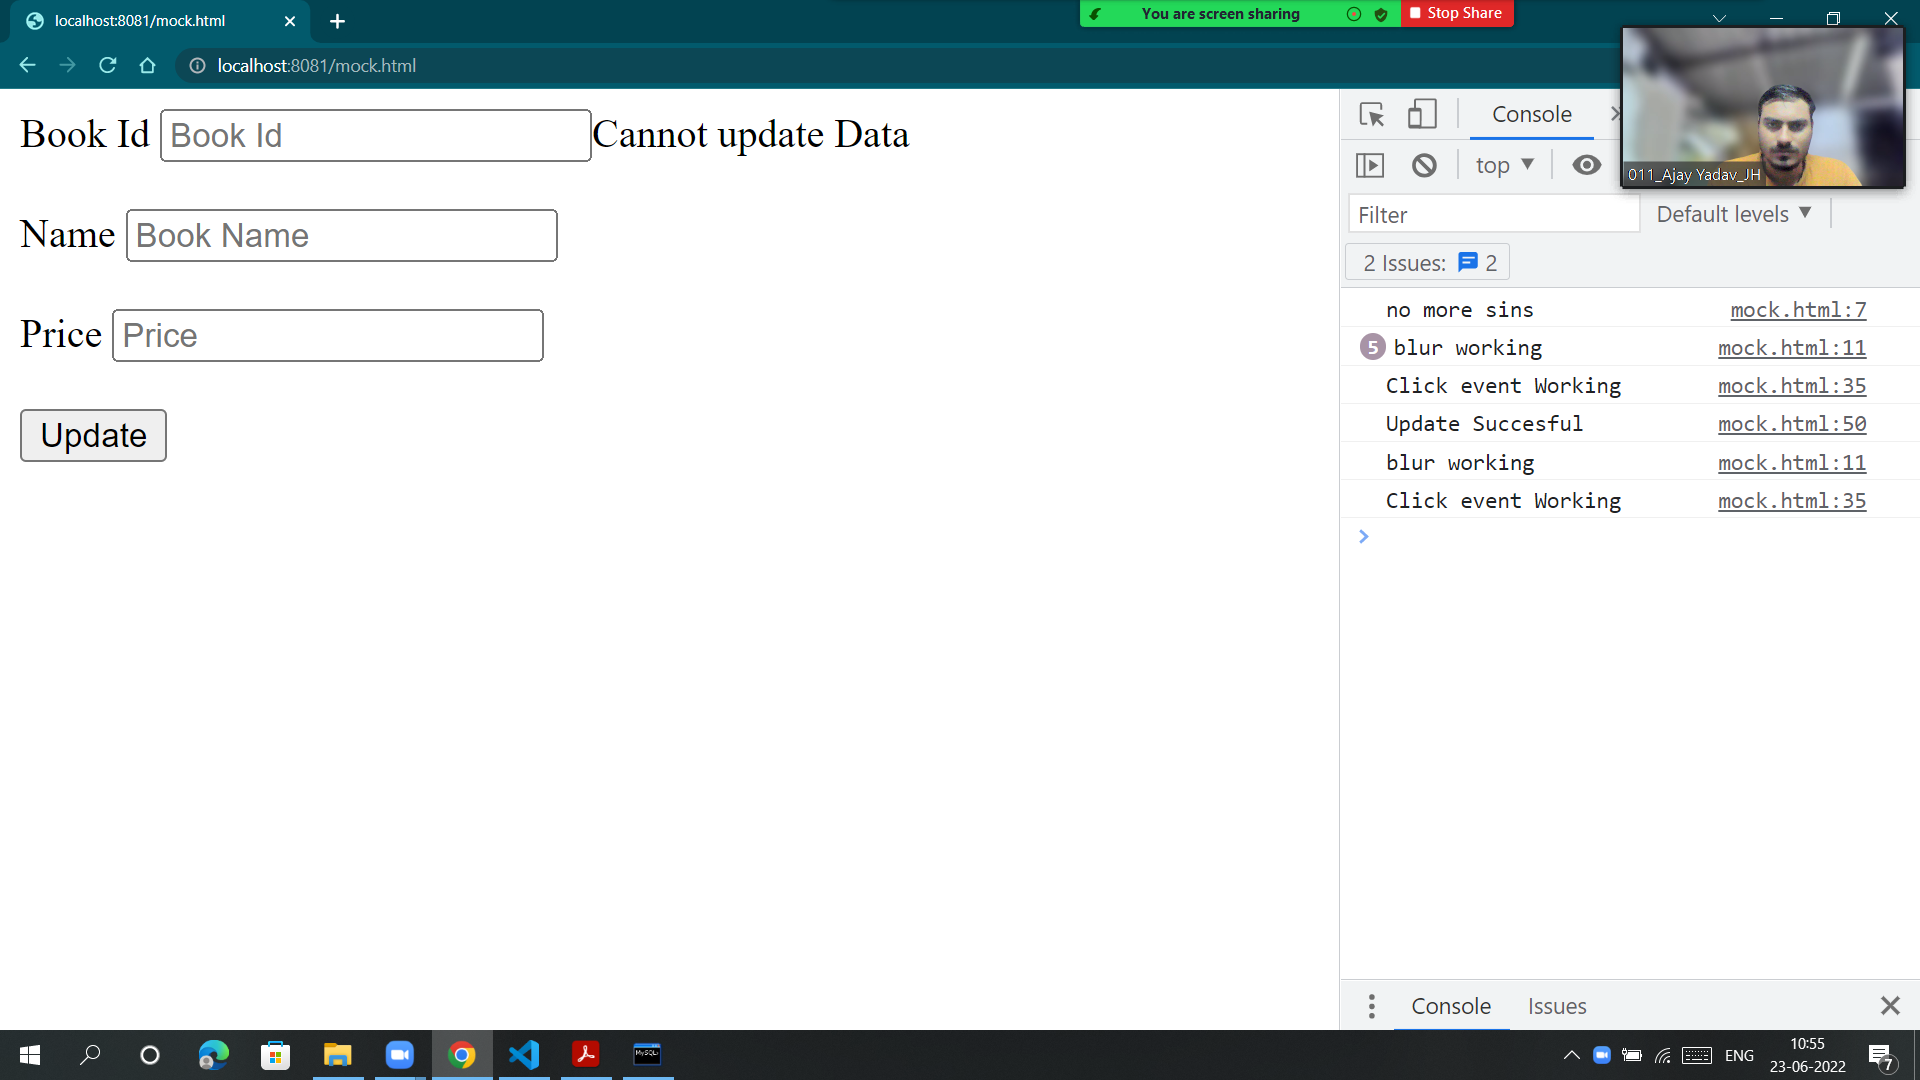 localhost:8081/mock.html
You are screen sharing
Stop Share
localhost:8081/mock.html
Book Id Book Id Cannot update Data
Name Book Name
Price Price
Update
Console
top
011_Ajay Yadav_JH
Filter
Default levels
2 Issues: 2
no more sins mock.html:7
5 blur working mock.html:11
Click event Working mock.html:35
Update Succesful mock.html:50
blur working mock.html:11
Click event Working mock.html:35
Console Issues
MySQL
ENG
10:55
23-06-2022
7